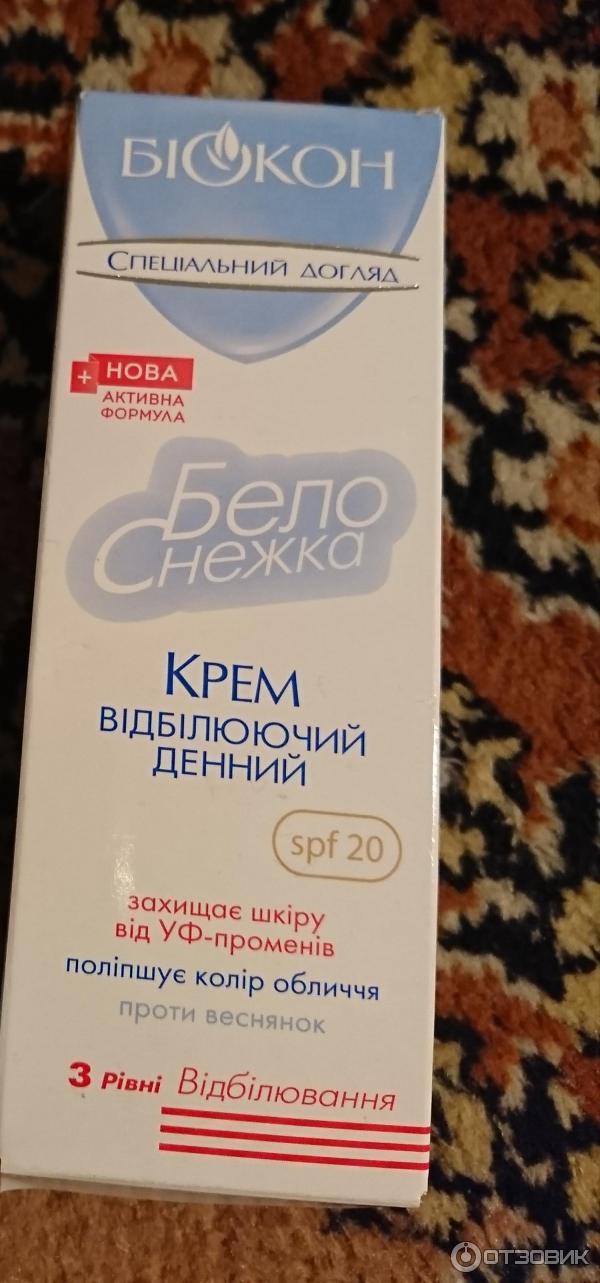 БІОКОН
Спеціальний догляд
+ НОВА
АКТИВНА
ФОРМУЛА
Бело
Снежка
Крем
відбілюючий
денний
spf 20
захищає шкіру
від УФ-променів
поліпшує колір обличчя
проти веснянок
3 Рівні Відбілювання
ОТЗОВИК